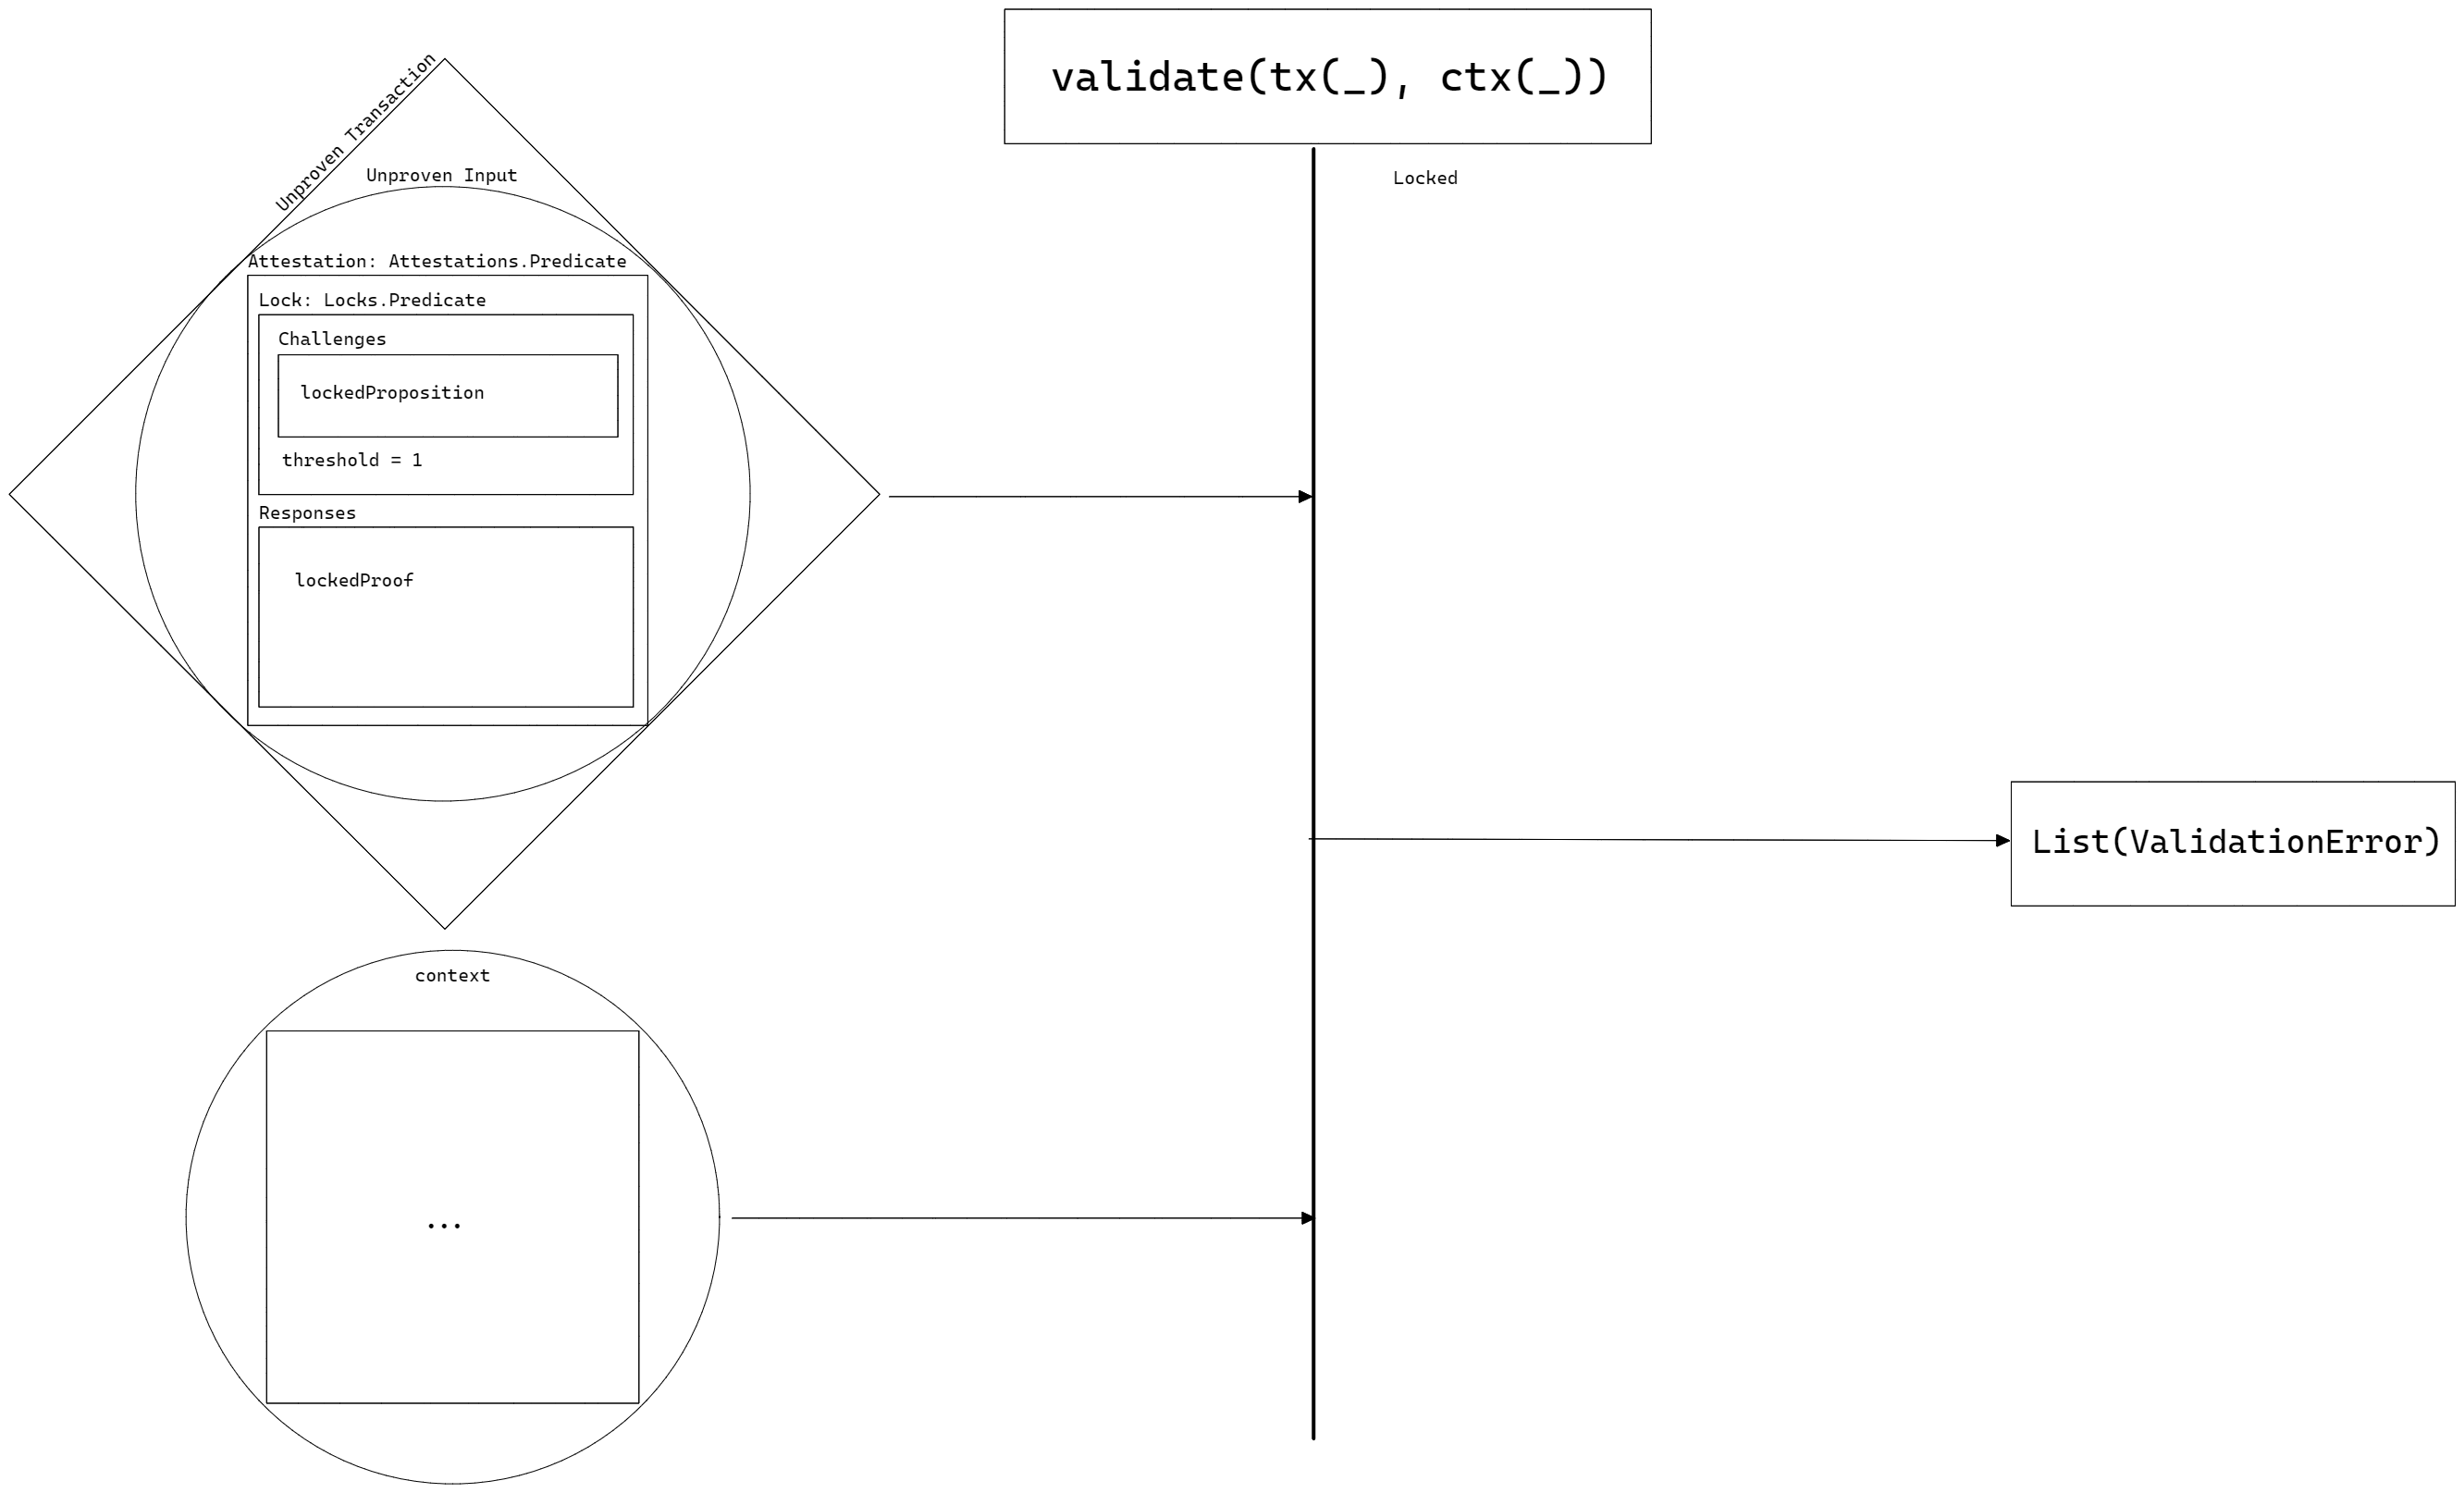 Unproven Transaction
Unproven Input
Attestation: Attestations.Predicate
Lock: Locks.Predicate
Challenges
lockedProposition
threshold = 1
Responses
lockedProof
context
...
validate(tx(_), ctx(_))
Locked
List(ValidationError)